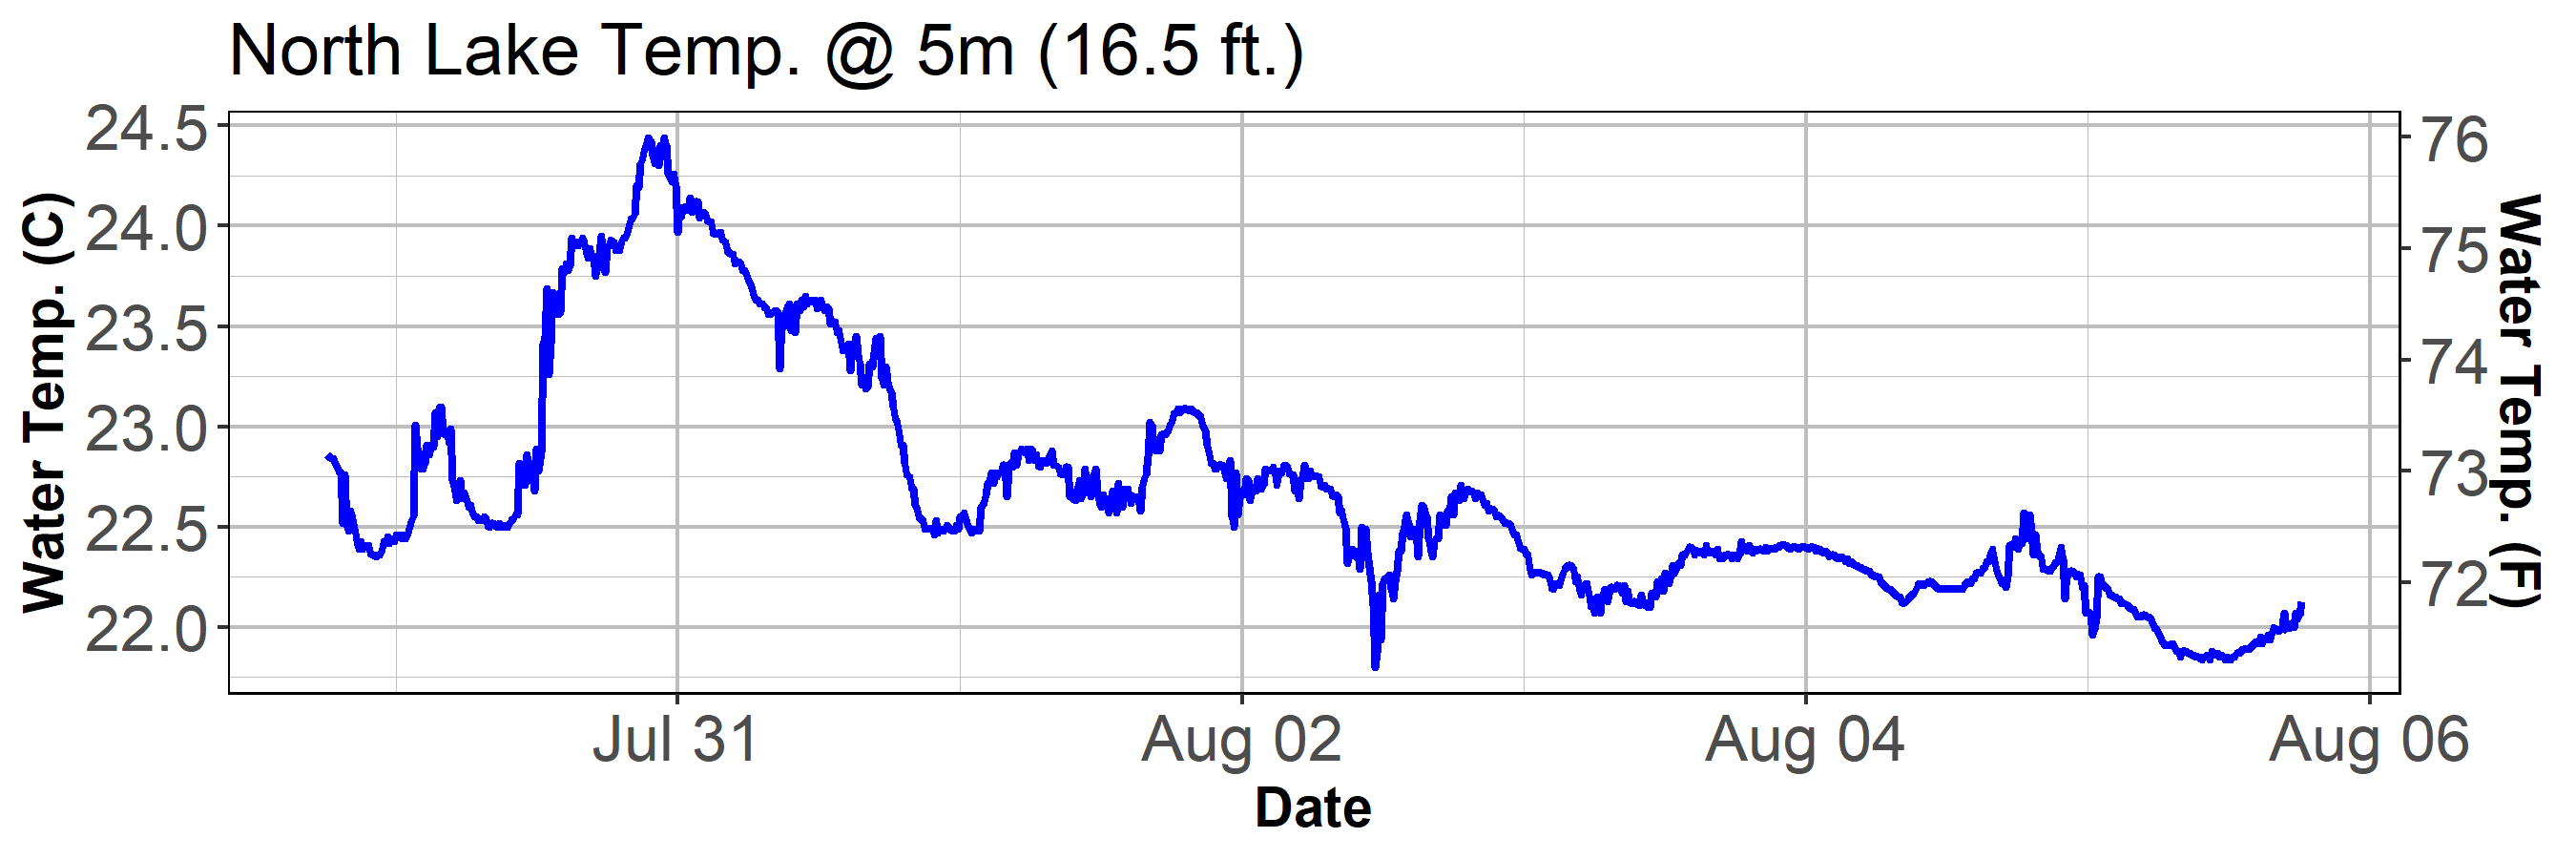 North Lake Temp. @ 5m (16.5 ft.)
Water Temp. (C)
24.5
24.0
23.5
23.0
22.5
22.0
76
75
74
73
72
Water Temp. (F)
Jul 31
Aug 02
Aug 04
Aug 06
Date